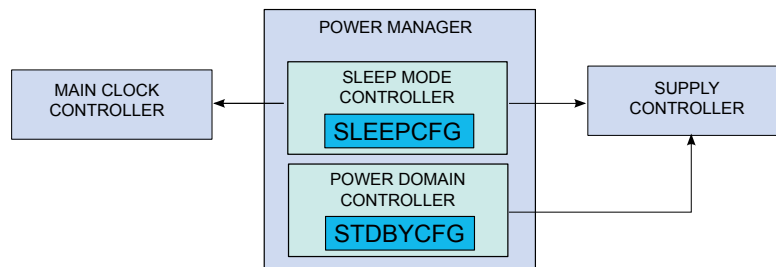 POWER MANAGER
MAIN CLOCK
CONTROLLER
SLEEP MODE
CONTROLLER
SLEEPCFG
SUPPLY
CONTROLLER
POWER DOMAIN
CONTROLLER
STDBYCFG